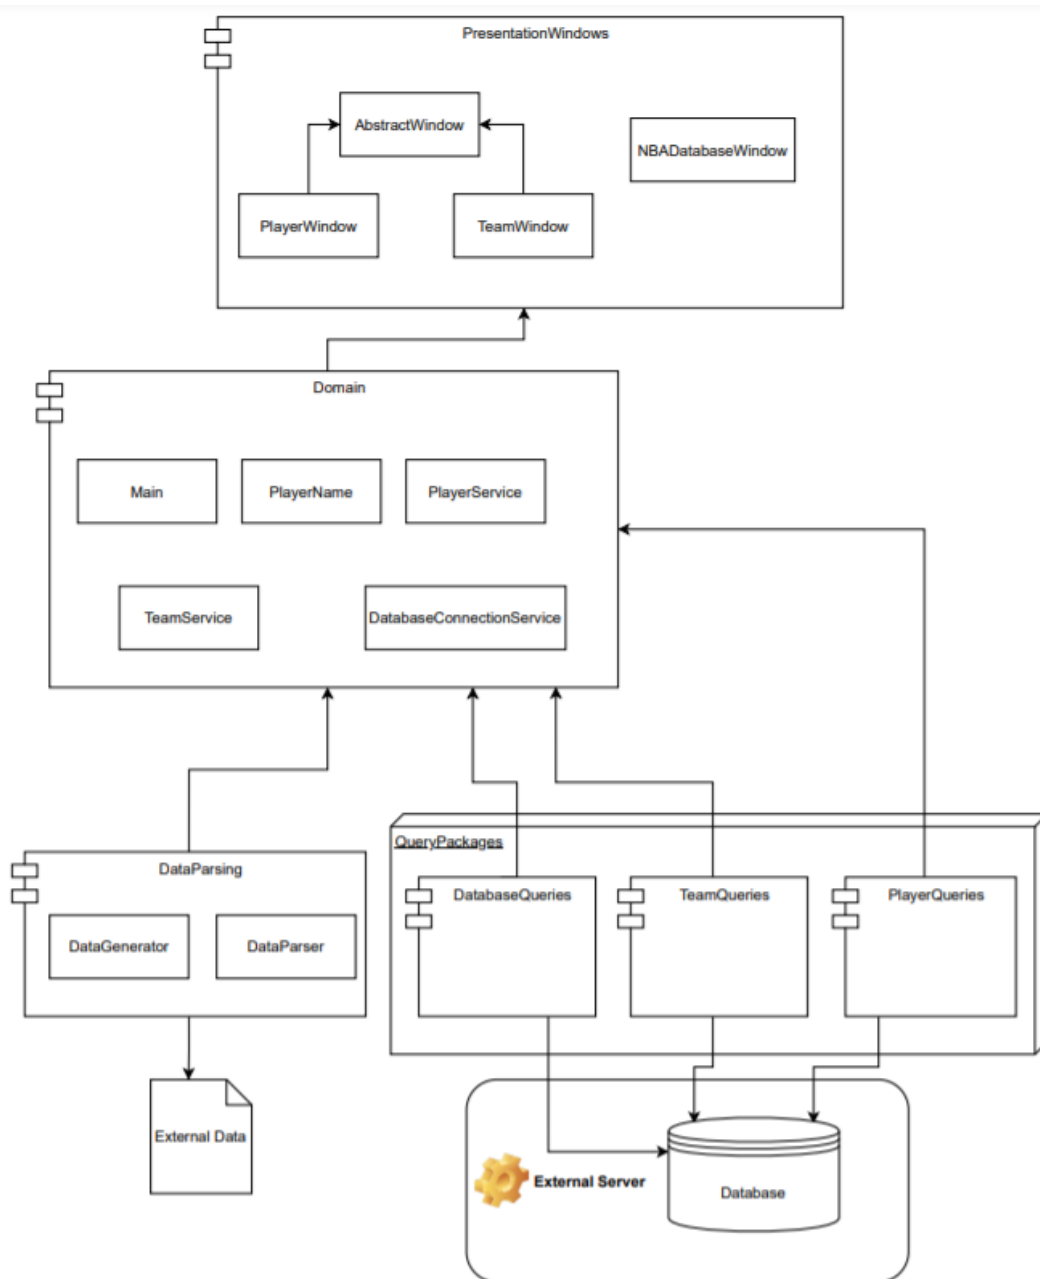 PresentationWindows
AbstractWindow
NBADatabaseWindow
PlayerWindow
TeamWindow
Domain
Main
PlayerName
PlayerService
TeamService
DatabaseConnectionService
QueryPackages
DataParsing
DatabaseQueries
TeamQueries
PlayerQueries
DataGenerator
DataParser
External Data
External Server
Database